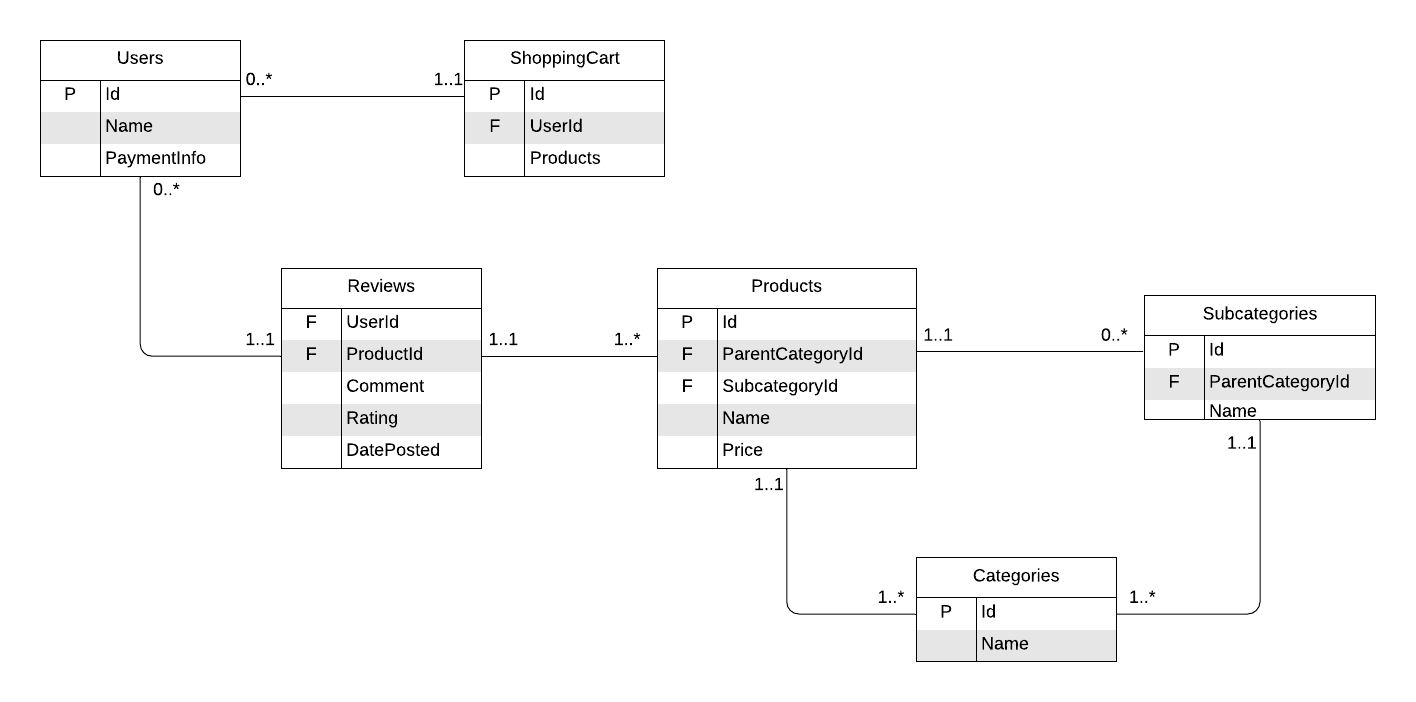 Users
P Id
Name
PaymentInfo
0..*
1..1
ShoppingCart
P Id
F UserId
Products
0..*
1..1
Reviews
F UserId
F ProductId
Comment
Rating
DatePosted
1..1
1..*
Products
P Id
F ParentCategoryId
F SubcategoryId
Name
Price
1..1
0..*
Subcategories
P Id
F ParentCategoryId
Name
1..1
1..1
1..*
Categories
P Id
Name
1..*